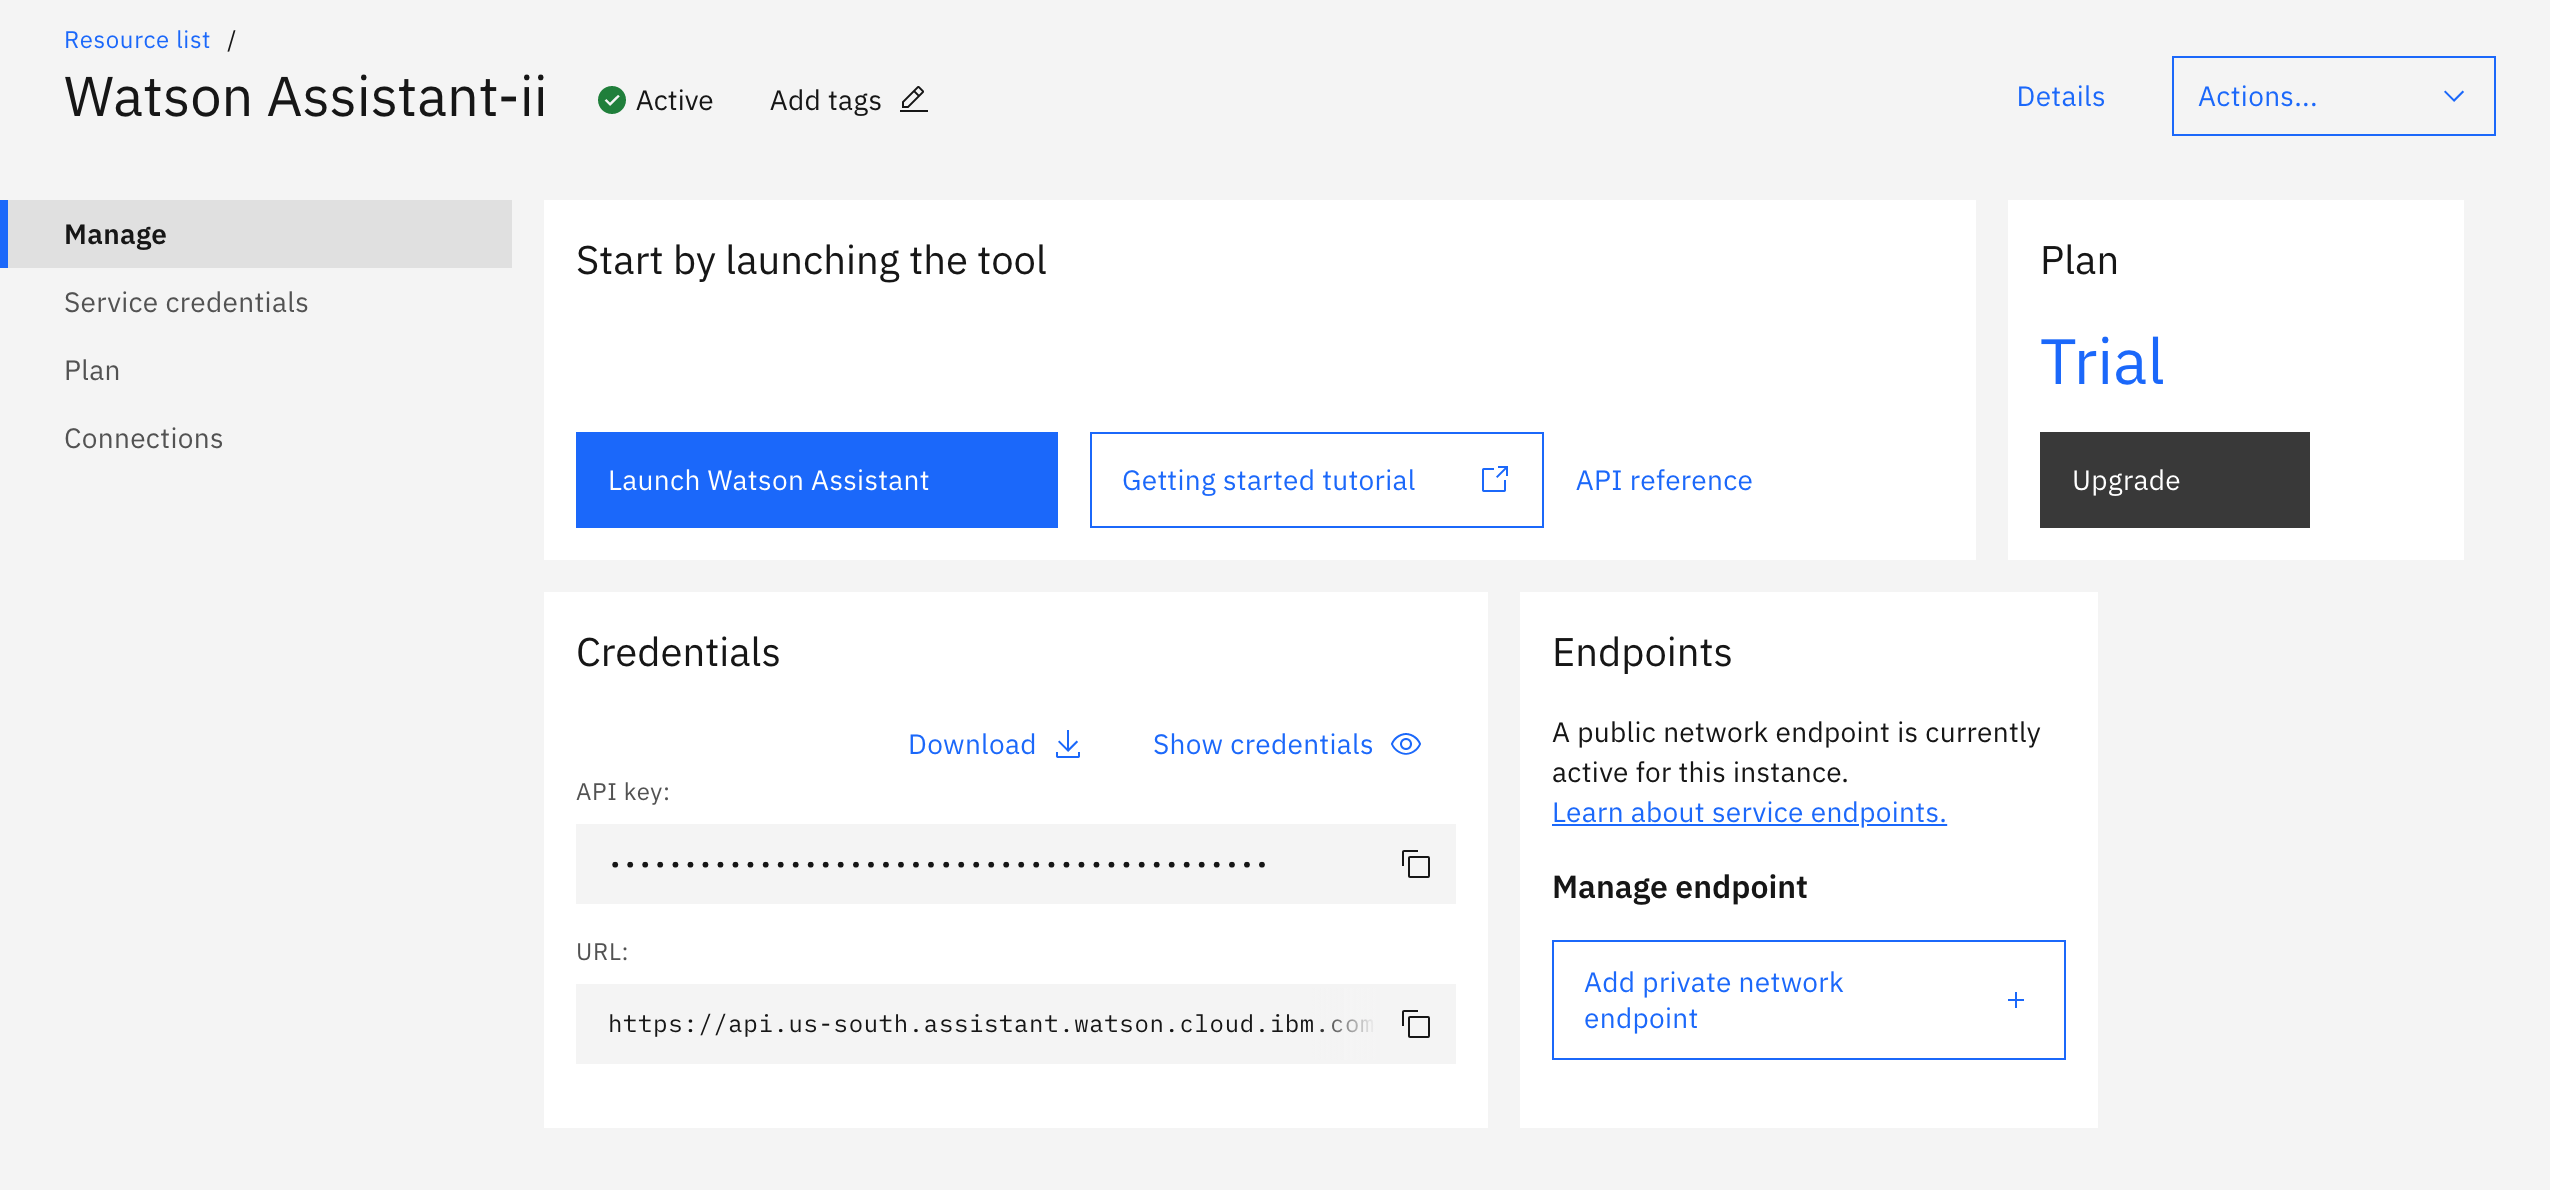 Resource list /
Watson Assistant-ii
Active
Add tags
Details
Actions...
Manage
Service credentials
Plan
Connections
Start by launching the tool
Launch Watson Assistant
Getting started tutorial
API reference
Plan
Trial
Upgrade
Credentials
Download
Show credentials
API key:
••••••••••••••••••••••••••••••••••••••••••••
URL:
https://api.us-south.assistant.watson.cloud.ibm.com
Endpoints
A public network endpoint is currently
active for this instance.
Learn about service endpoints.
Manage endpoint
Add private network
endpoint
+